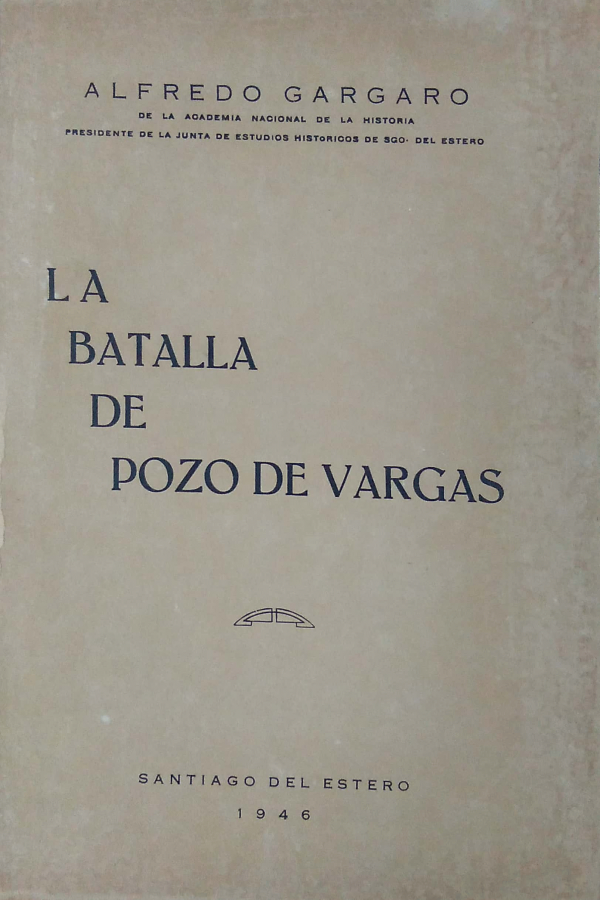 ALFREDO GARGARO
DE LA ACADEMIA NACIONAL DE LA HISTORIA
PRESIDENTE DE LA JUNTA DE ESTUDIOS HISTORICOS DE SGO. DEL ESTERO
LA
BATALLA
DE
POZO DE VARGAS
SANTIAGO DEL ESTERO
1946